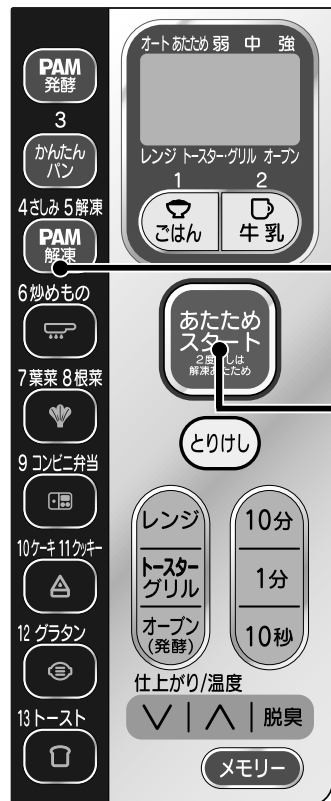 PAM
発酵
3
かんたん
パン
4さしみ 5解凍
PAM
解凍
6炒めもの
7葉菜 8根菜
9 コンビニ弁当
10ケーキ 11クッキー
12 グラタン
13トースト
オートあたため 弱 中 強
レンジ トースター・グリル オーブン
1 2
ごはん 牛乳
あたため
スタート
2度押しは
解凍あたため
とりけし
レンジ
トースター
グリル
オーブン
(発酵)
10分
1分
10秒
仕上がり/温度
脱臭
メモリー